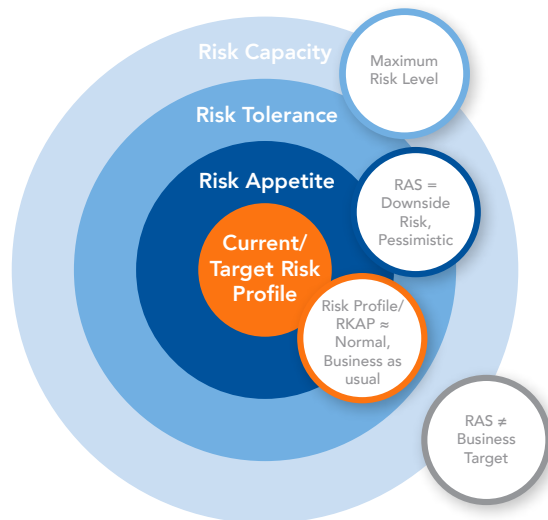 Risk Capacity
Maximum
Risk Level
Risk Tolerance
Risk Appetite
RAS =
Downside
Risk,
Pessimistic
Current/
Target Risk
Profile
Risk Profile/
RKAP ≈
Normal,
Business as
usual
RAS ≠
Business
Target